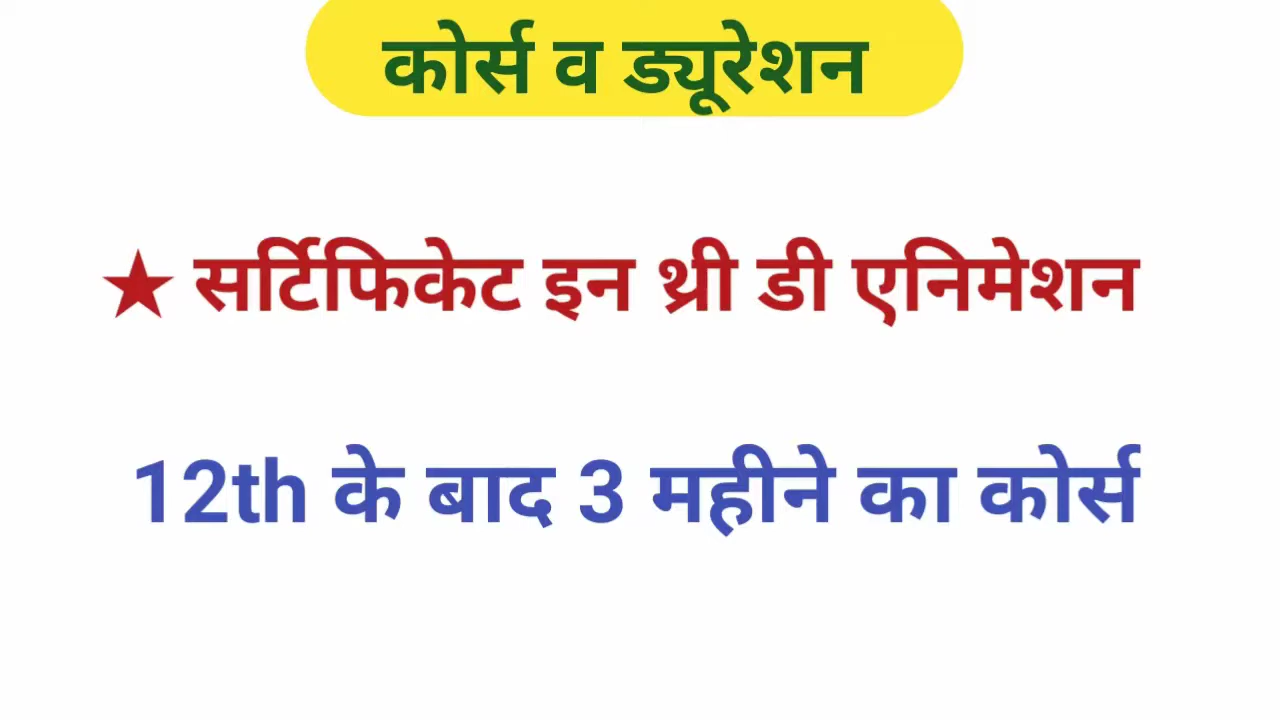 कोर्स व ड्यूरेशन
★ सर्टिफिकेट इन थ्री डी एनिमेशन
12th के बाद 3 महीने का कोर्स